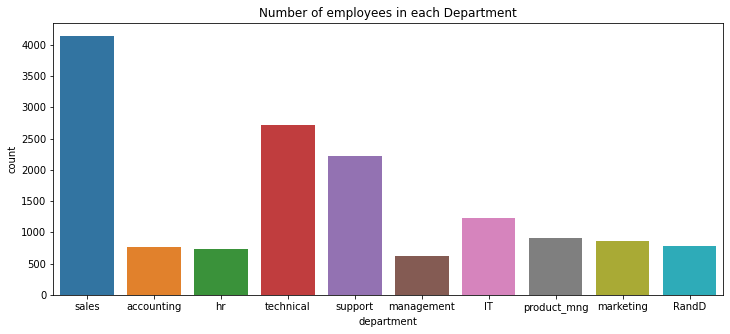 Number of employees in each Department
4000
3500
3000
2500
2000
1500
1000
500
0
count
sales accounting hr technical support management IT product_mng marketing RandD
department